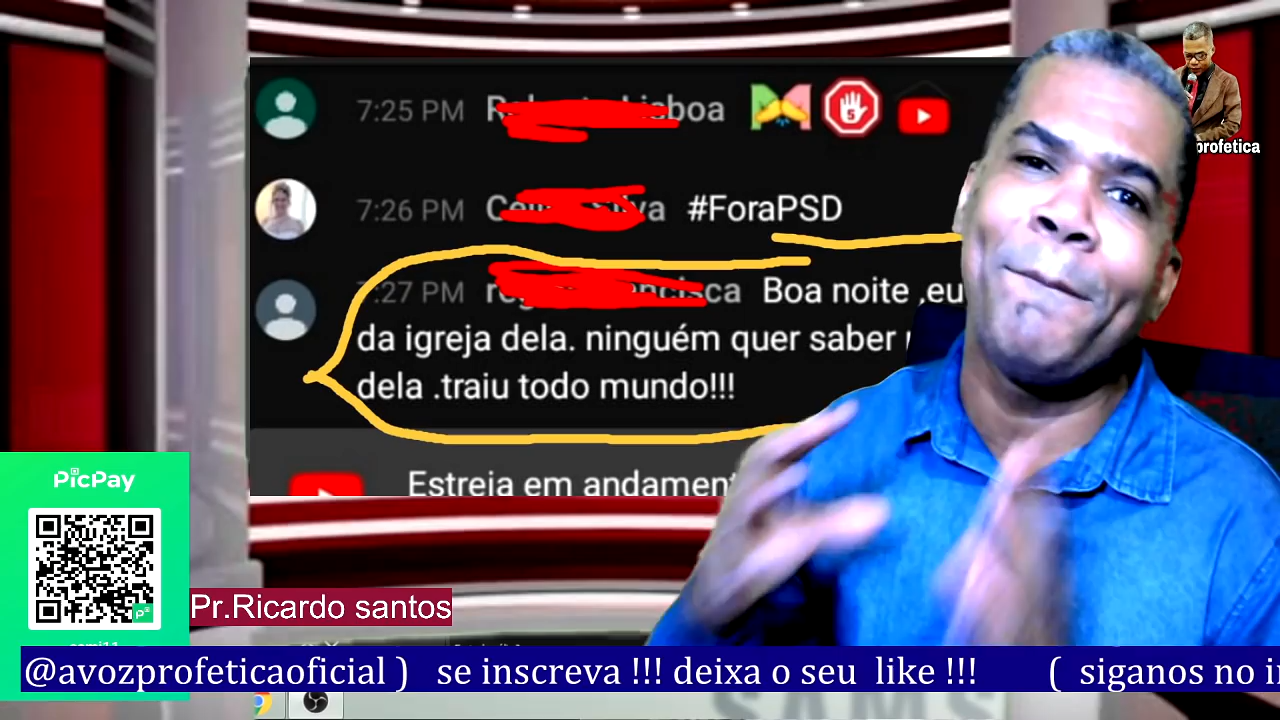 7:25 PM
5
profetica
7:26 PM #ForaPSD
:27 PM Boa noite ,eu
da igreja dela. ninguém quer saber
dela .traiu todo mundo!!!
Estreia em andament
PicPay
Pr.Ricardo santos
@avozprofeticaoficial ) se inscreva !!! deixa o seu like !!! ( siganos no
SAMS